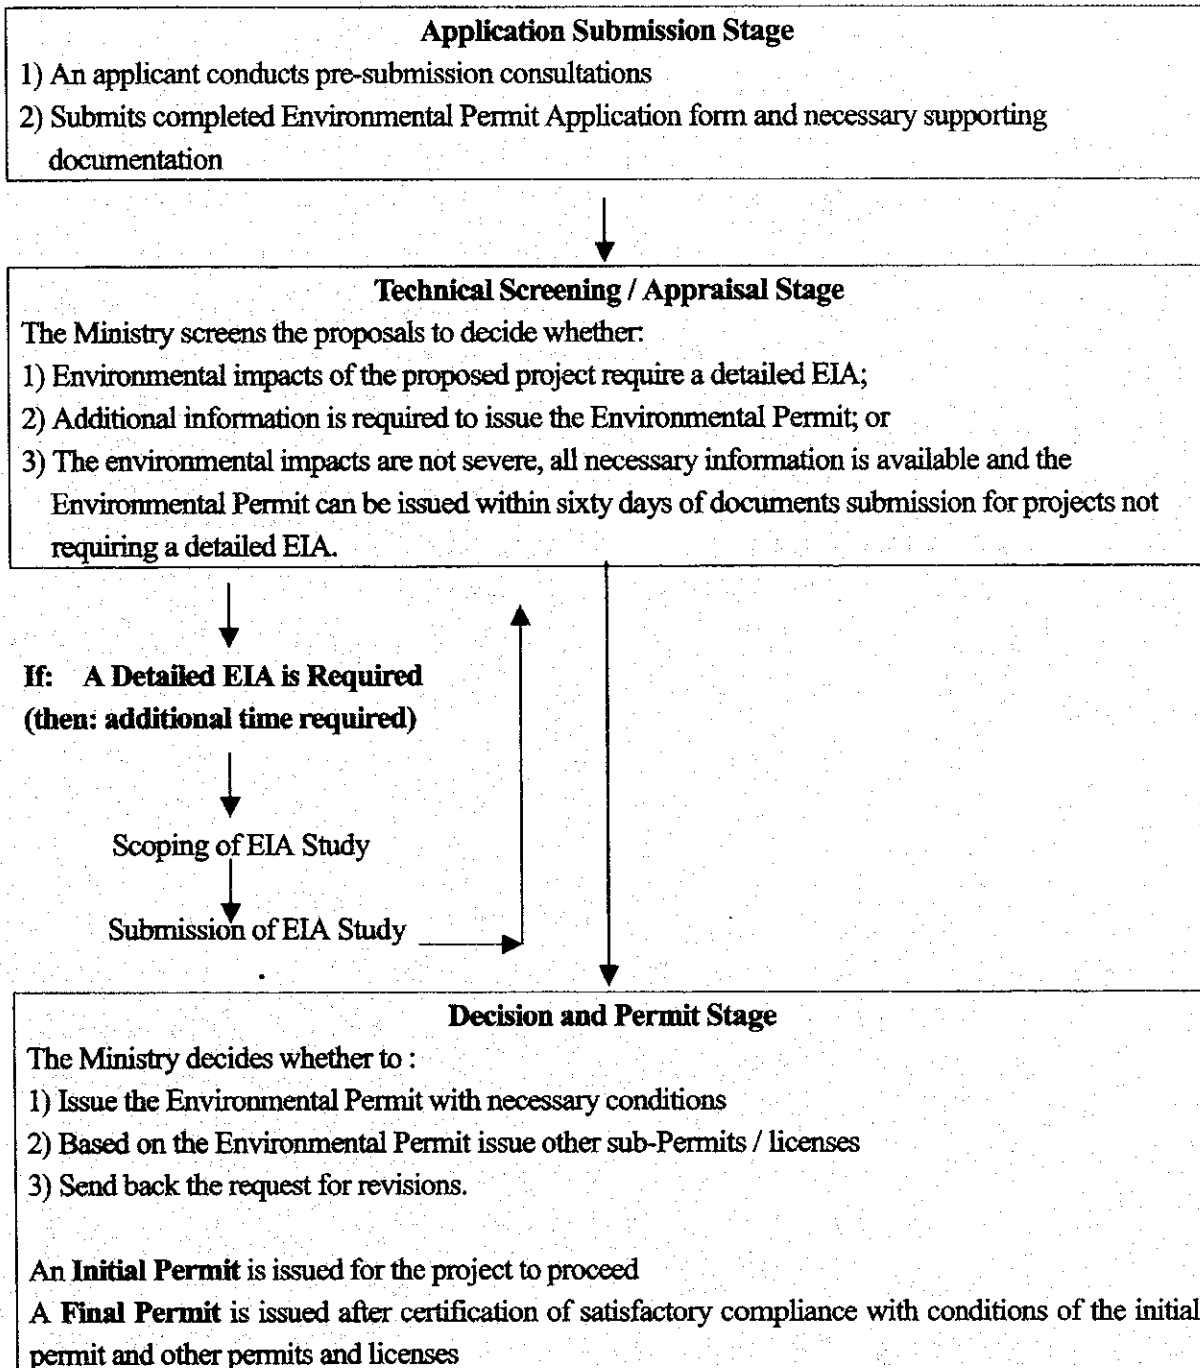 Application Submission Stage
1) An applicant conducts pre-submission consultations
2) Submits completed Environmental Permit Application form and necessary supporting
documentation
Technical Screening / Appraisal Stage
The Ministry screens the proposals to decide whether:
1) Environmental impacts of the proposed project require a detailed EIA;
2) Additional information is required to issue the Environmental Permit; or
3) The environmental impacts are not severe, all necessary information is available and the
Environmental Permit can be issued within sixty days of documents submission for projects not
requiring a detailed EIA.
If: A Detailed EIA is Required
(then: additional time required)
Scoping of EIA Study
Submission of EIA Study
Decision and Permit Stage
The Ministry decides whether to :
1) Issue the Environmental Permit with necessary conditions
2) Based on the Environmental Permit issue other sub-Permits / licenses
3) Send back the request for revisions.
An Initial Permit is issued for the project to proceed
A Final Permit is issued after certification of satisfactory compliance with conditions of the initial
permit and other permits and licenses